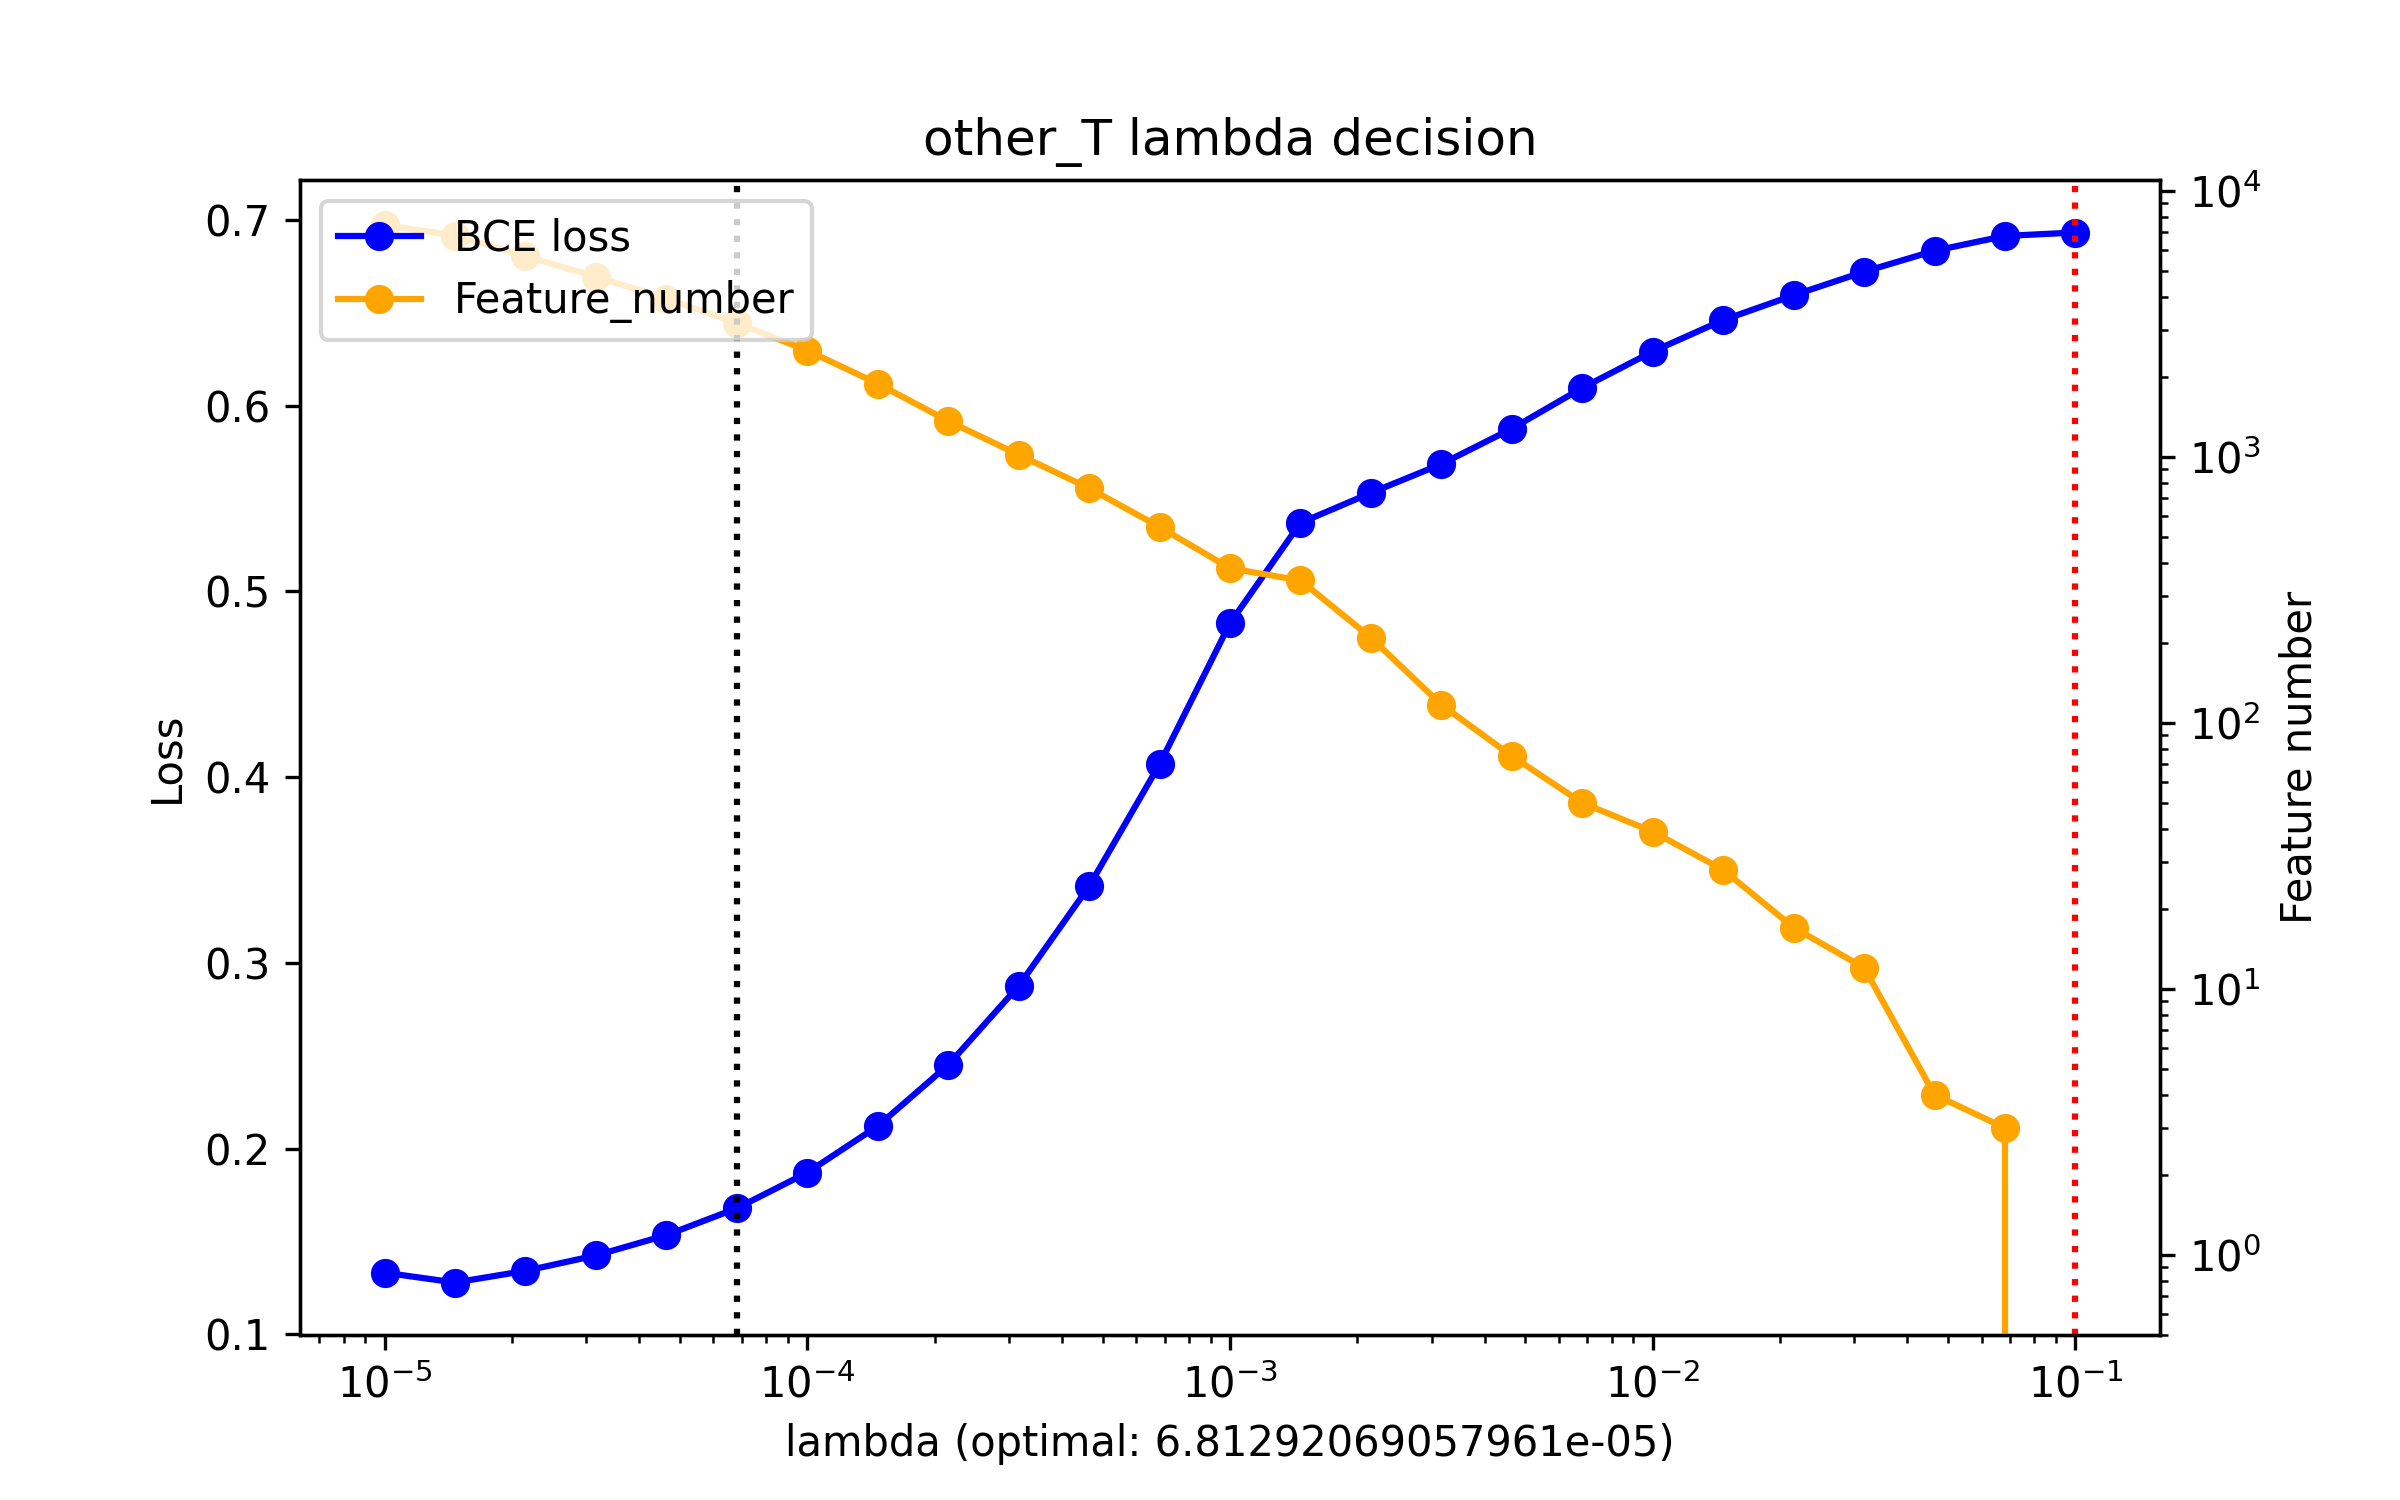 other_T lambda decision
BCE loss
Feature_number
0.7
0.6
0.5
0.4
0.3
0.2
0.1
Loss
10⁴
10³
10²
10¹
10⁰
Feature number
10⁻⁵ 10⁻⁴ 10⁻³ 10⁻² 10⁻¹
lambda (optimal: 6.81292069057961e-05)